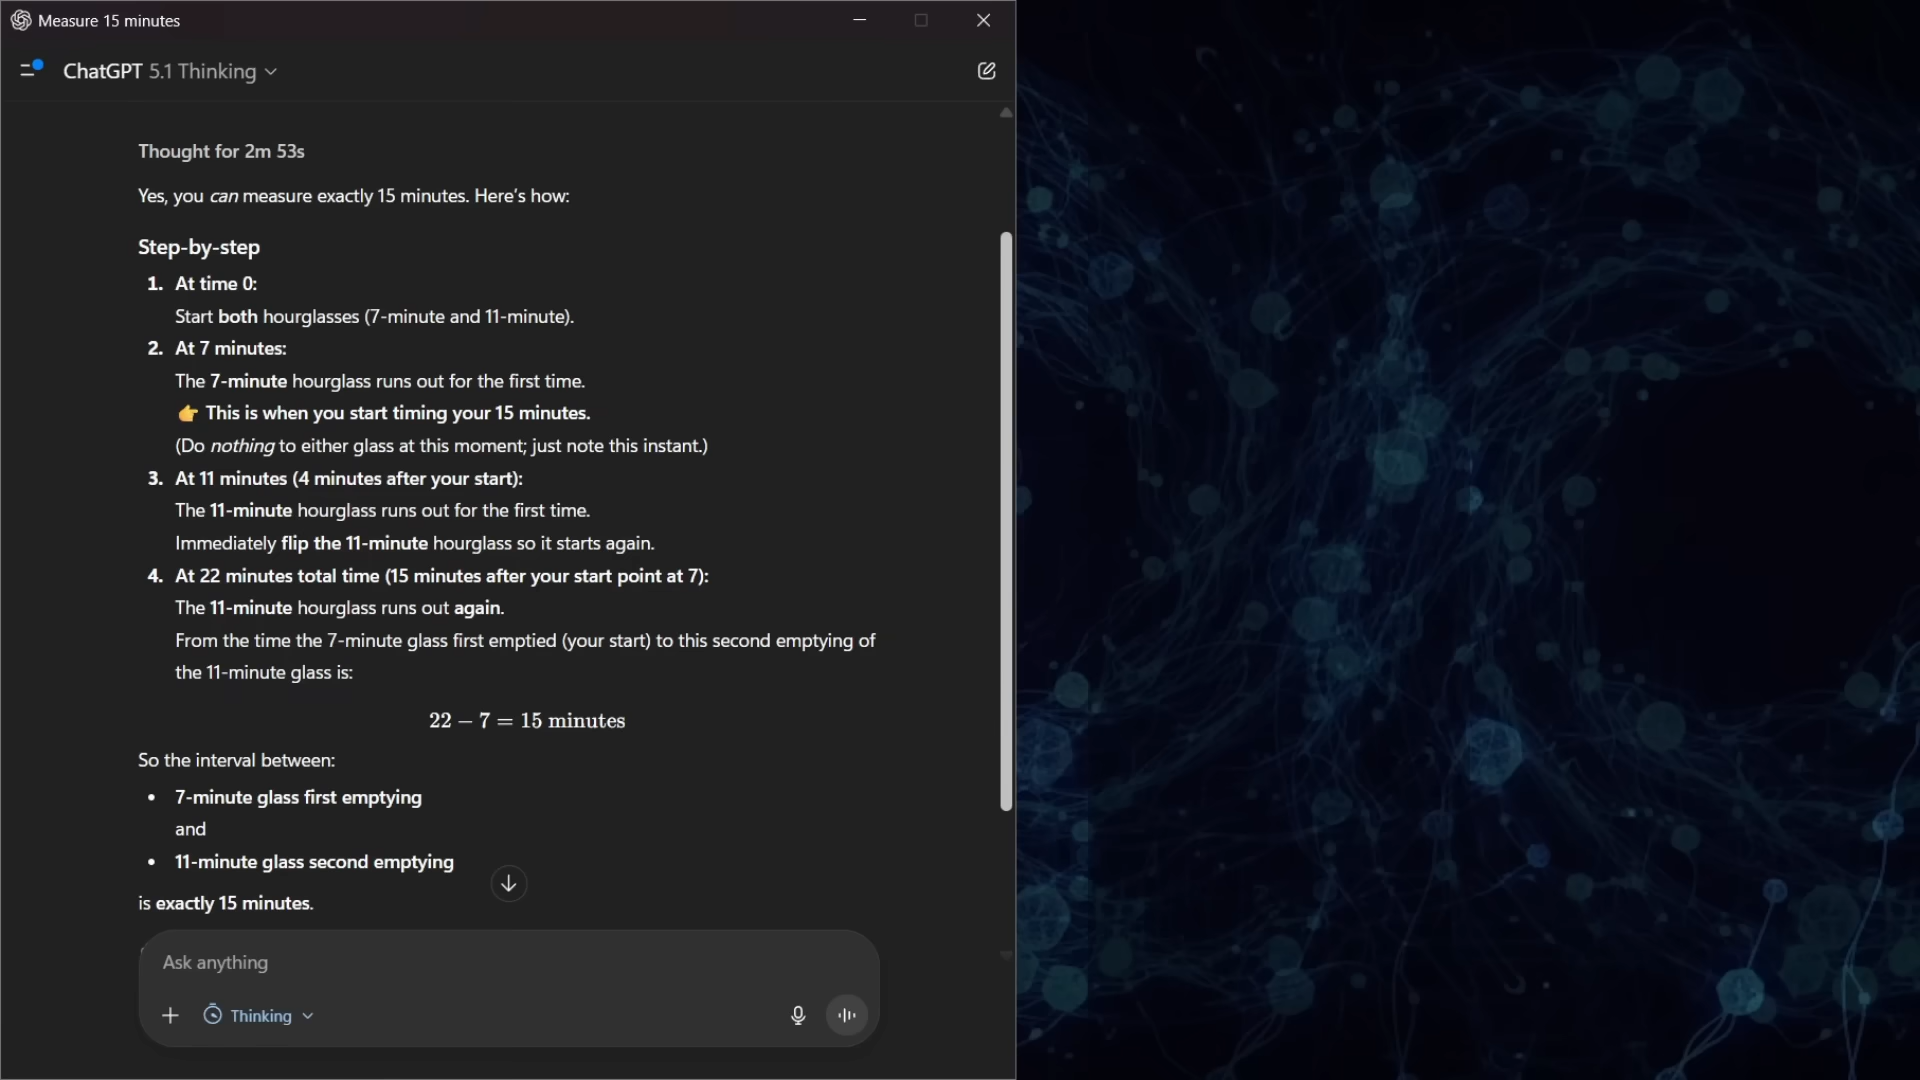 Measure 15 minutes
ChatGPT 5.1 Thinking
Thought for 2m 53s
Yes, you can measure exactly 15 minutes. Here's how:
Step-by-step
1. At time 0:
Start both hourglasses (7-minute and 11-minute).
2. At 7 minutes:
The 7-minute hourglass runs out for the first time.
👉 This is when you start timing your 15 minutes.
(Do nothing to either glass at this moment; just note this instant.)
3. At 11 minutes (4 minutes after your start):
The 11-minute hourglass runs out for the first time.
Immediately flip the 11-minute hourglass so it starts again.
4. At 22 minutes total time (15 minutes after your start point at 7):
The 11-minute hourglass runs out again.
From the time the 7-minute glass first emptied (your start) to this second emptying of
the 11-minute glass is:
22 − 7 = 15 minutes
So the interval between:
• 7-minute glass first emptying
and
• 11-minute glass second emptying
is exactly 15 minutes.
Ask anything
Thinking